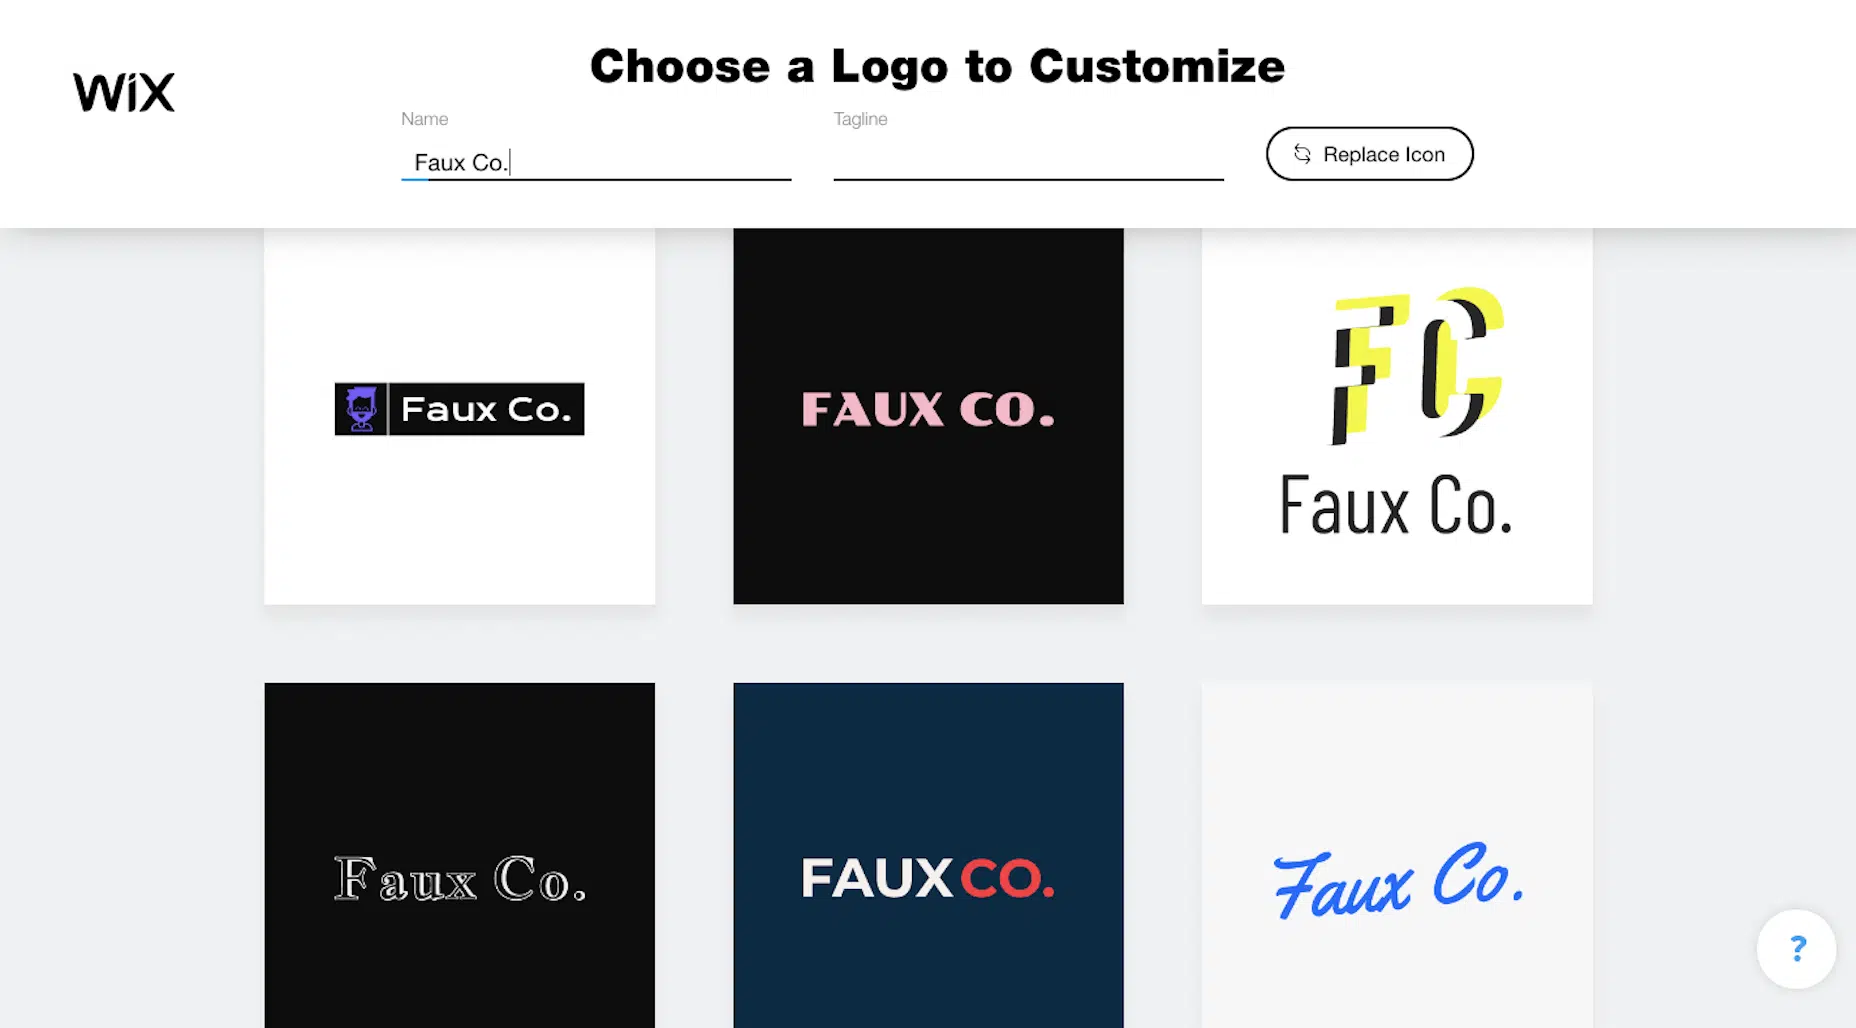 Choose a Logo to Customize
WiX
Name
Tagline
Faux Co.
Replace Icon
Faux Co.
FAUX CO.
FC
Faux Co.
Faux Co.
FAUX CO.
Faux Co.
?